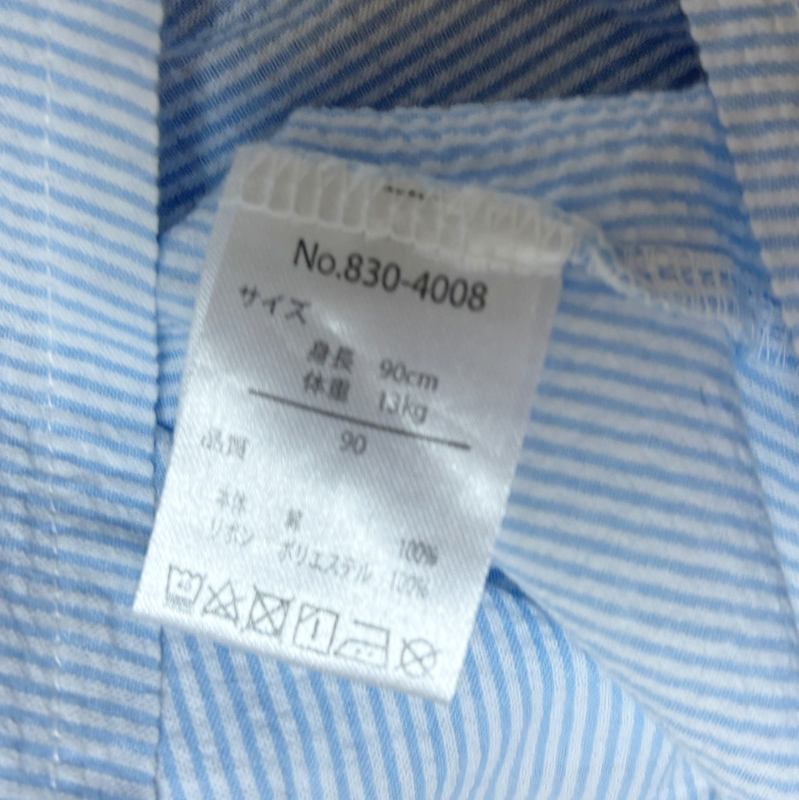 No.830-4008
サイズ
身長 90cm
体重 13kg
90
品質
本体 綿 100%
リボン ポリエステル 100%